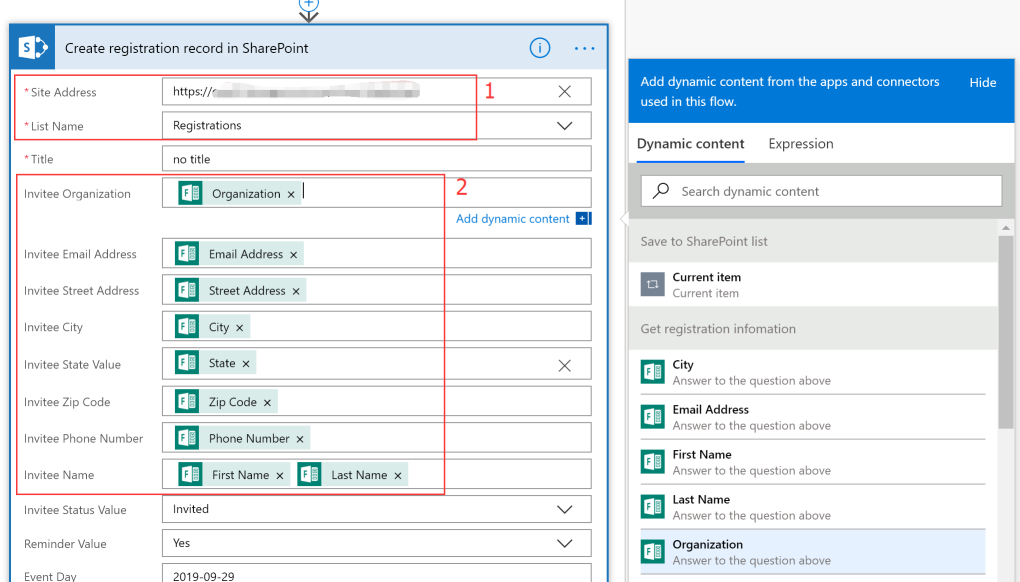 Create registration record in SharePoint
* Site Address https://
1
* List Name Registrations
* Title no title
2
Invitee Organization Organization ×
Add dynamic content
Invitee Email Address Email Address ×
Invitee Street Address Street Address ×
Invitee City City ×
Invitee State Value State ×
Invitee Zip Code Zip Code ×
Invitee Phone Number Phone Number ×
Invitee Name First Name × Last Name ×
Invitee Status Value Invited
Reminder Value Yes
Event Day 2019-09-29
Add dynamic content from the apps and connectors
used in this flow.
Hide
Dynamic content Expression
Search dynamic content
Save to SharePoint list
Current item
Current item
Get registration infomation
City
Answer to the question above
Email Address
Answer to the question above
First Name
Answer to the question above
Last Name
Answer to the question above
Organization
Answer to the question above